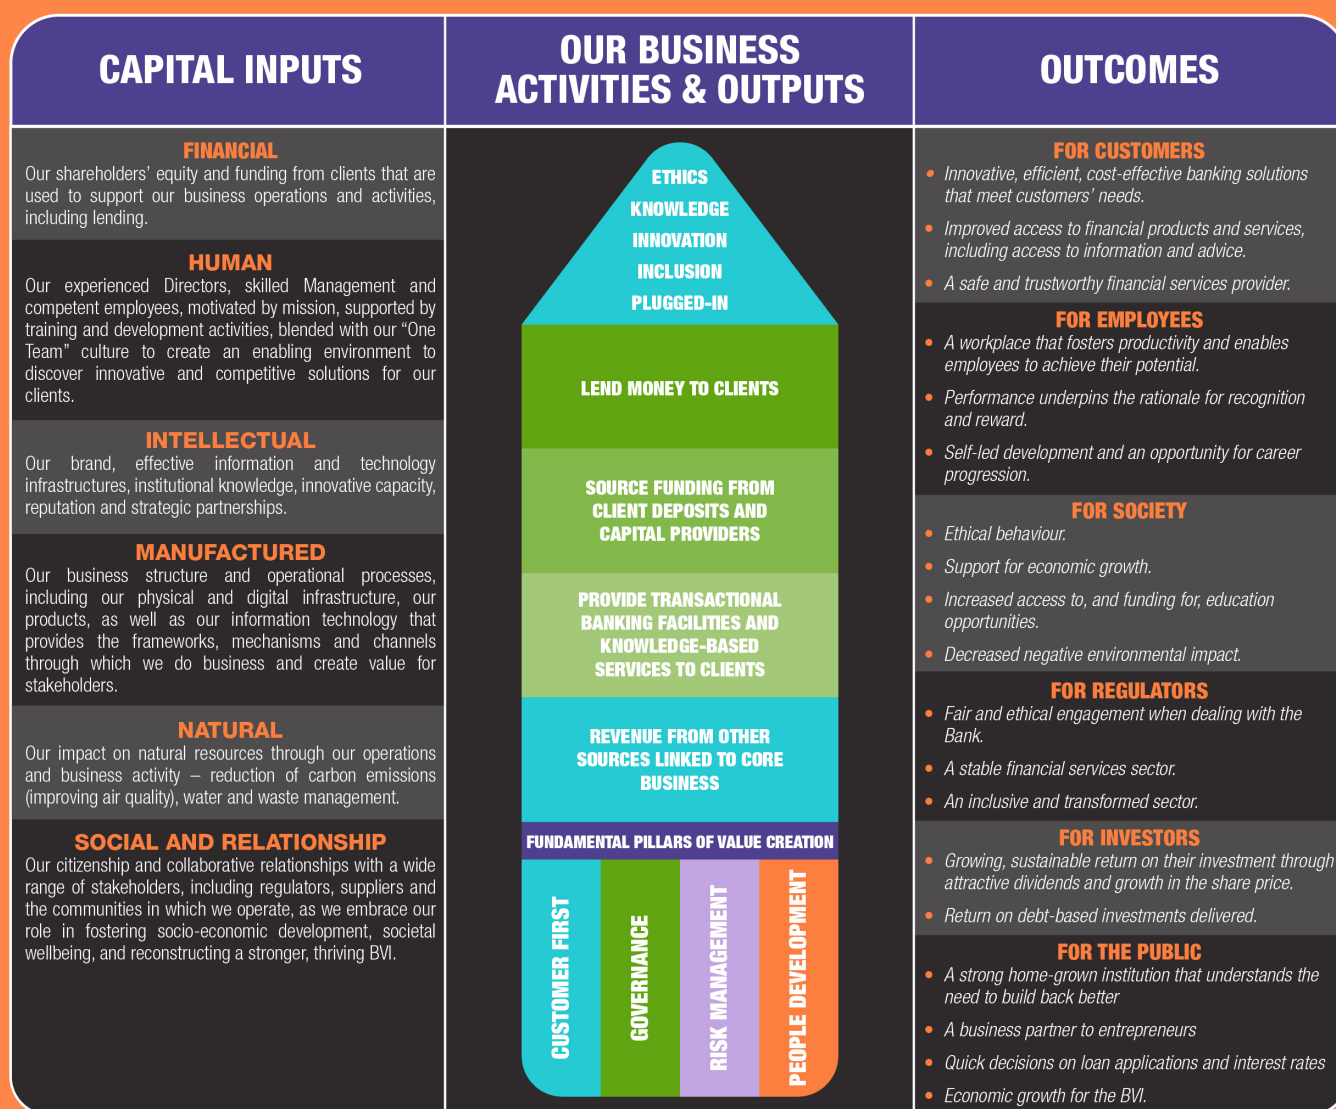 CAPITAL INPUTS
FINANCIAL
Our shareholders’ equity and funding from clients that are
used to support our business operations and activities,
including lending.
HUMAN
Our experienced Directors, skilled Management and
competent employees, motivated by mission, supported by
training and development activities, blended with our “One
Team” culture to create an enabling environment to
discover innovative and competitive solutions for our
clients.
INTELLECTUAL
Our brand, effective information and technology
infrastructures, institutional knowledge, innovative capacity,
reputation and strategic partnerships.
MANUFACTURED
Our business structure and operational processes,
including our physical and digital infrastructure, our
products, as well as our information technology that
provides the frameworks, mechanisms and channels
through which we do business and create value for
stakeholders.
NATURAL
Our impact on natural resources through our operations
and business activity – reduction of carbon emissions
(improving air quality), water and waste management.
SOCIAL AND RELATIONSHIP
Our citizenship and collaborative relationships with a wide
range of stakeholders, including regulators, suppliers and
the communities in which we operate, as we embrace our
role in fostering socio-economic development, societal
wellbeing, and reconstructing a stronger, thriving BVI.
OUR BUSINESS
ACTIVITIES & OUTPUTS
ETHICS
KNOWLEDGE
INNOVATION
INCLUSION
PLUGGED-IN
LEND MONEY TO CLIENTS
SOURCE FUNDING FROM
CLIENT DEPOSITS AND
CAPITAL PROVIDERS
PROVIDE TRANSACTIONAL
BANKING FACILITIES AND
KNOWLEDGE-BASED
SERVICES TO CLIENTS
REVENUE FROM OTHER
SOURCES LINKED TO CORE
BUSINESS
FUNDAMENTAL PILLARS OF VALUE CREATION
CUSTOMER FIRST
GOVERNANCE
RISK MANAGEMENT
PEOPLE DEVELOPMENT
OUTCOMES
FOR CUSTOMERS
• Innovative, efficient, cost-effective banking solutions
that meet customers’ needs.
• Improved access to financial products and services,
including access to information and advice.
• A safe and trustworthy financial services provider.
FOR EMPLOYEES
• A workplace that fosters productivity and enables
employees to achieve their potential.
• Performance underpins the rationale for recognition
and reward.
• Self-led development and an opportunity for career
progression.
FOR SOCIETY
• Ethical behaviour.
• Support for economic growth.
• Increased access to, and funding for, education
opportunities.
• Decreased negative environmental impact.
FOR REGULATORS
• Fair and ethical engagement when dealing with the
Bank.
• A stable financial services sector.
• An inclusive and transformed sector.
FOR INVESTORS
• Growing, sustainable return on their investment through
attractive dividends and growth in the share price.
• Return on debt-based investments delivered.
FOR THE PUBLIC
• A strong home-grown institution that understands the
need to build back better
• A business partner to entrepreneurs
• Quick decisions on loan applications and interest rates
• Economic growth for the BVI.